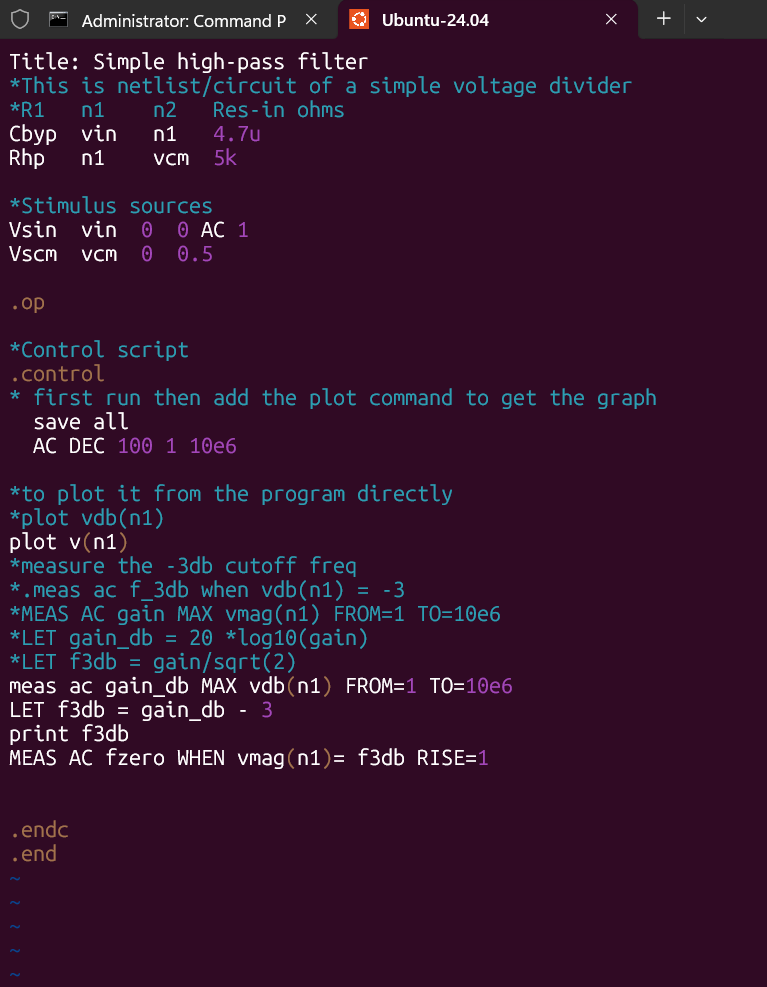 Administrator: Command P
Ubuntu-24.04
Title: Simple high-pass filter
*This is netlist/circuit of a simple voltage divider
*R1   n1    n2   Res-in ohms
Cbyp  vin   n1   4.7u
Rhp   n1    vcm  5k
*Stimulus sources
Vsin  vin  0  0 AC 1
Vscm  vcm  0  0.5
.op
*Control script
.control
* first run then add the plot command to get the graph
  save all
  AC DEC 100 1 10e6
*to plot it from the program directly
*plot vdb(n1)
plot v(n1)
*measure the -3db cutoff freq
*.meas ac f_3db when vdb(n1) = -3
*MEAS AC gain MAX vmag(n1) FROM=1 TO=10e6
*LET gain_db = 20 *log10(gain)
*LET f3db = gain/sqrt(2)
meas ac gain_db MAX vdb(n1) FROM=1 TO=10e6
LET f3db = gain_db - 3
print f3db
MEAS AC fzero WHEN vmag(n1)= f3db RISE=1
.endc
.end
~
~
~
~
~